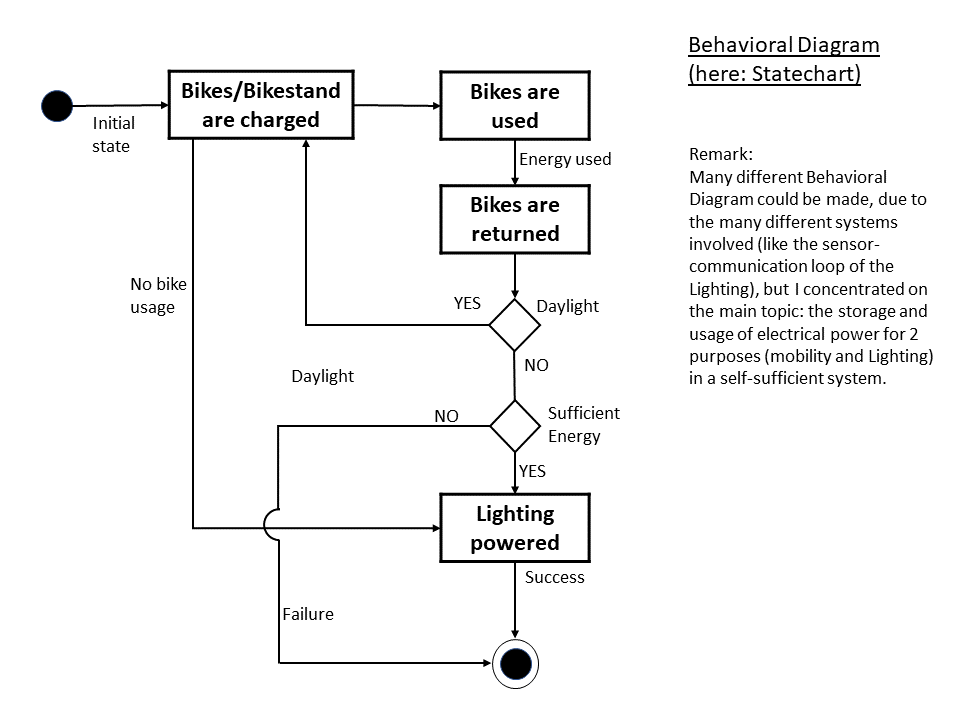 Behavioral Diagram
(here: Statechart)
Bikes/Bikestand
are charged
Bikes are
used
Initial
state
Energy used
Remark:
Many different Behavioral
Diagram could be made, due to
the many different systems
involved (like the sensor-
communication loop of the
Lighting), but I concentrated on
the main topic: the storage and
usage of electrical power for 2
purposes (mobility and Lighting)
in a self-sufficient system.
Bikes are
returned
No bike
usage
YES
Daylight
NO
Daylight
NO
Sufficient
Energy
YES
Lighting
powered
Success
Failure